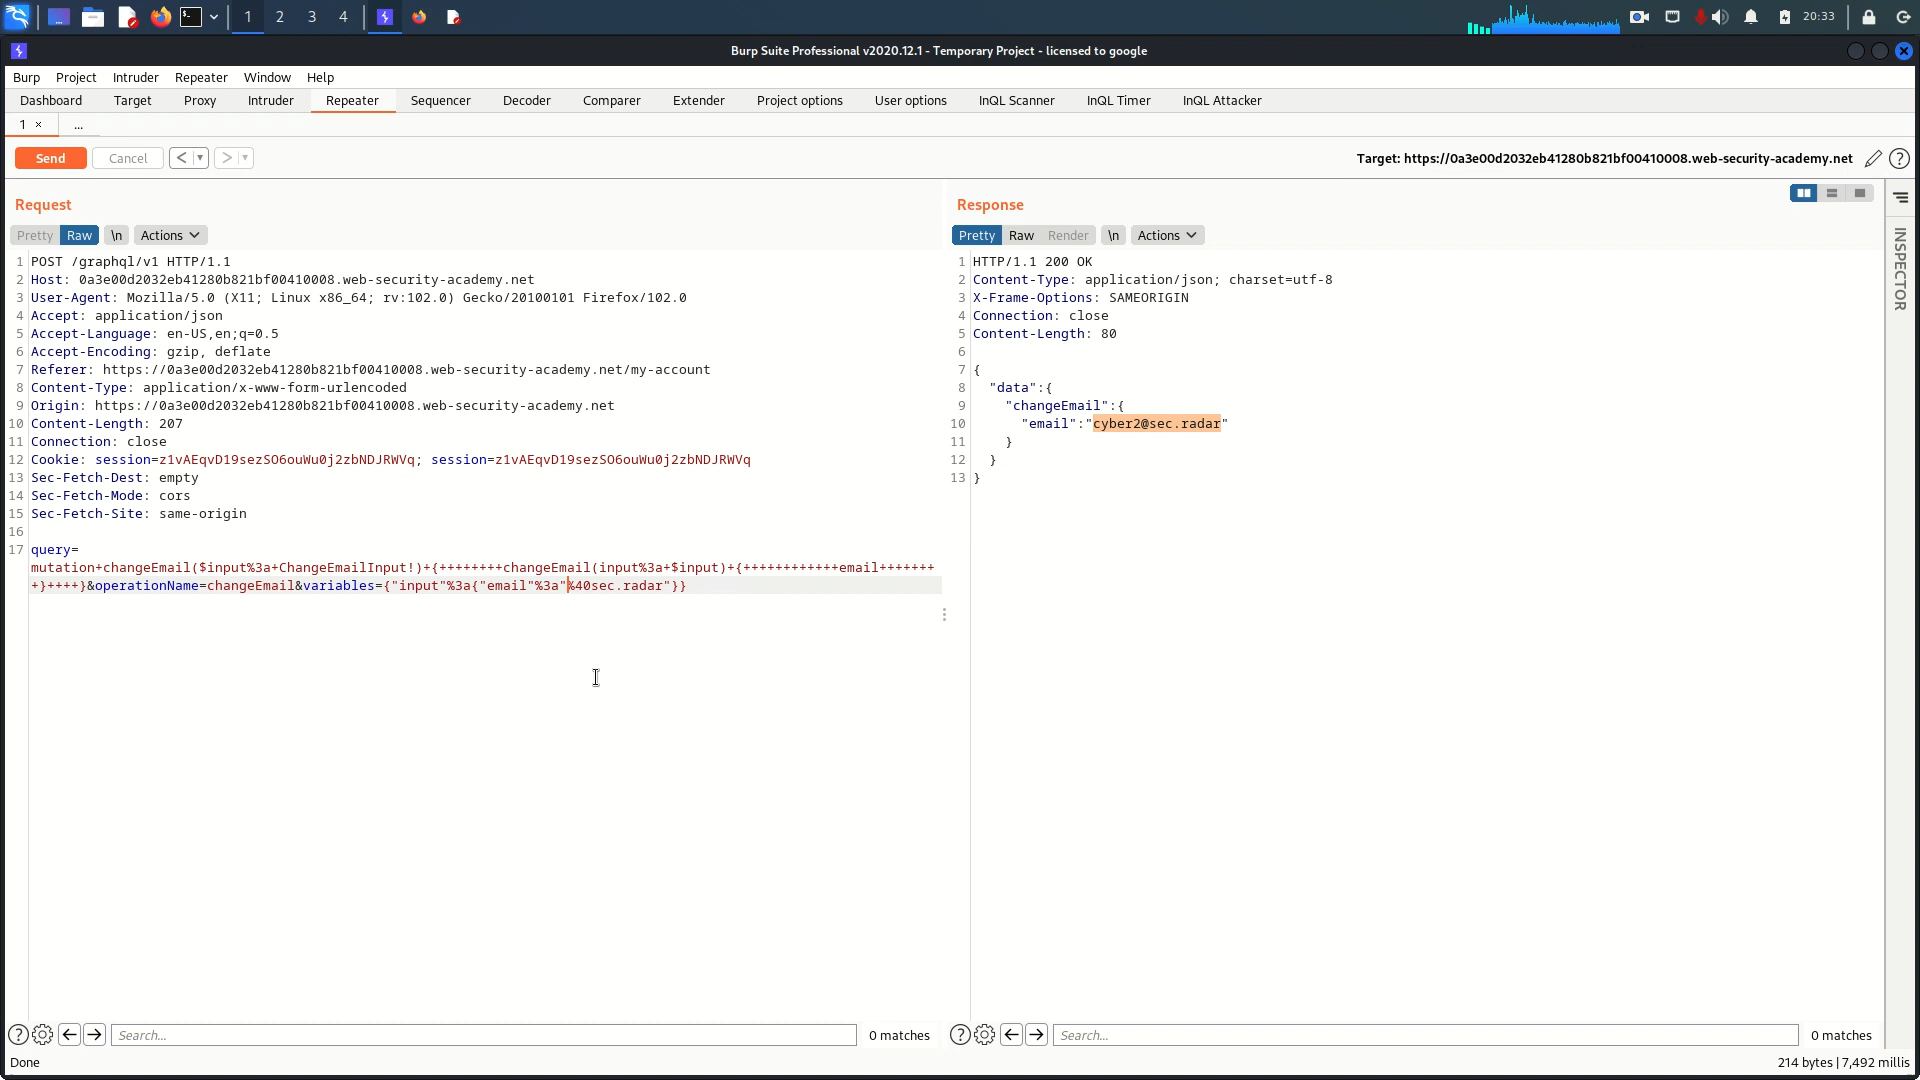 1 2 3 4 20:33
Burp Suite Professional v2020.12.1 - Temporary Project - licensed to google
Burp Project Intruder Repeater Window Help
Dashboard Target Proxy Intruder Repeater Sequencer Decoder Comparer Extender Project options User options InQL Scanner InQL Timer InQL Attacker
1 × ...
Send Cancel < >
Target: https://0a3e00d2032eb41280b821bf00410008.web-security-academy.net
Request
Pretty Raw \n Actions
1 POST /graphql/v1 HTTP/1.1
2 Host: 0a3e00d2032eb41280b821bf00410008.web-security-academy.net
3 User-Agent: Mozilla/5.0 (X11; Linux x86_64; rv:102.0) Gecko/20100101 Firefox/102.0
4 Accept: application/json
5 Accept-Language: en-US,en;q=0.5
6 Accept-Encoding: gzip, deflate
7 Referer: https://0a3e00d2032eb41280b821bf00410008.web-security-academy.net/my-account
8 Content-Type: application/x-www-form-urlencoded
9 Origin: https://0a3e00d2032eb41280b821bf00410008.web-security-academy.net
10 Content-Length: 207
11 Connection: close
12 Cookie: session=z1vAEqvD19sezSO6ouWu0j2zbNDJRWVq; session=z1vAEqvD19sezSO6ouWu0j2zbNDJRWVq
13 Sec-Fetch-Dest: empty
14 Sec-Fetch-Mode: cors
15 Sec-Fetch-Site: same-origin
16
17 query=
mutation+changeEmail($input%3a+ChangeEmailInput!)+{++++++++changeEmail(input%3a+$input)+{++++++++++++email+++++++
+}++++}&operationName=changeEmail&variables={"input"%3a{"email"%3a"%40sec.radar"}}
Search... 0 matches
Response
Pretty Raw Render \n Actions
1 HTTP/1.1 200 OK
2 Content-Type: application/json; charset=utf-8
3 X-Frame-Options: SAMEORIGIN
4 Connection: close
5 Content-Length: 80
6
7 {
8 "data":{
9 "changeEmail":{
10 "email":"cyber2@sec.radar"
11 }
12 }
13 }
Search... 0 matches
INSPECTOR
Done 214 bytes | 7,492 millis